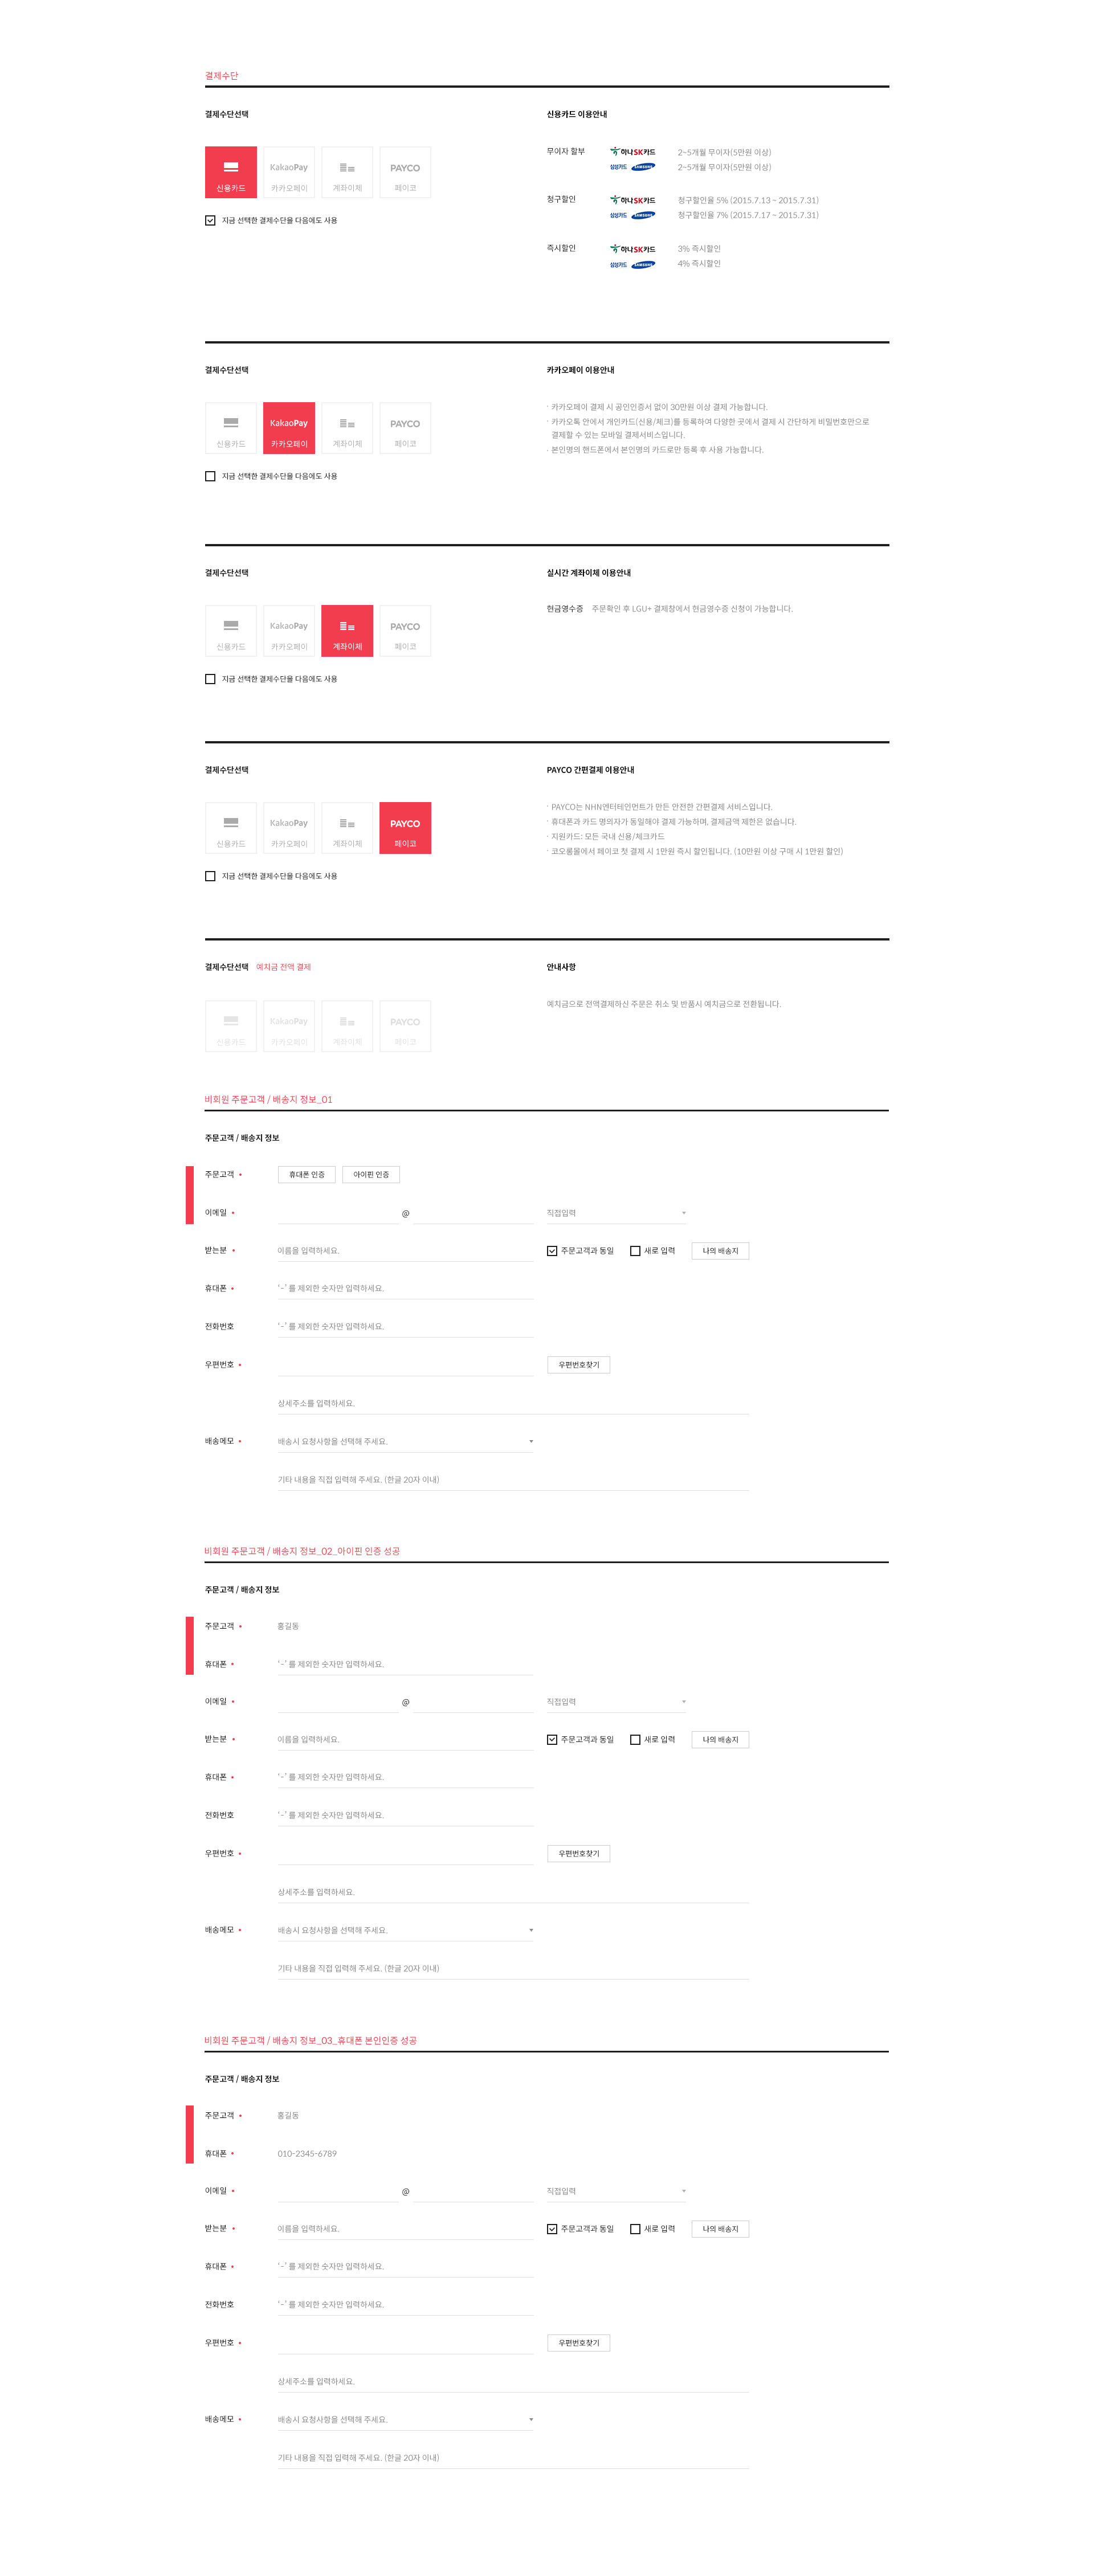 결제수단
결제수단선택
신용카드 이용안내
신용카드
KakaoPay
카카오페이
계좌이체
PAYCO
페이코
지금 선택한 결제수단을 다음에도 사용
무이자 할부
하나SK카드
2~5개월 무이자(5만원 이상)
삼성카드 SAMSUNG
2~5개월 무이자(5만원 이상)
청구할인
하나SK카드
청구할인율 5% (2015.7.13 ~ 2015.7.31)
삼성카드 SAMSUNG
청구할인율 7% (2015.7.17 ~ 2015.7.31)
즉시할인
하나SK카드
3% 즉시할인
삼성카드 SAMSUNG
4% 즉시할인
결제수단선택
카카오페이 이용안내
신용카드
KakaoPay
카카오페이
계좌이체
PAYCO
페이코
지금 선택한 결제수단을 다음에도 사용
· 카카오페이 결제 시 공인인증서 없이 30만원 이상 결제 가능합니다.
· 카카오톡 안에서 개인카드(신용/체크)를 등록하여 다양한 곳에서 결제 시 간단하게 비밀번호만으로
결제할 수 있는 모바일 결제서비스입니다.
· 본인명의 핸드폰에서 본인명의 카드로만 등록 후 사용 가능합니다.
결제수단선택
실시간 계좌이체 이용안내
신용카드
KakaoPay
카카오페이
계좌이체
PAYCO
페이코
지금 선택한 결제수단을 다음에도 사용
현금영수증 주문확인 후 LGU+ 결제창에서 현금영수증 신청이 가능합니다.
결제수단선택
PAYCO 간편결제 이용안내
신용카드
KakaoPay
카카오페이
계좌이체
PAYCO
페이코
지금 선택한 결제수단을 다음에도 사용
· PAYCO는 NHN엔터테인먼트가 만든 안전한 간편결제 서비스입니다.
· 휴대폰과 카드 명의자가 동일해야 결제 가능하며, 결제금액 제한은 없습니다.
· 지원카드: 모든 국내 신용/체크카드
· 코오롱몰에서 페이코 첫 결제 시 1만원 즉시 할인됩니다. (10만원 이상 구매 시 1만원 할인)
결제수단선택 예치금 전액 결제
안내사항
신용카드
KakaoPay
카카오페이
계좌이체
PAYCO
페이코
예치금으로 전액결제하신 주문은 취소 및 반품시 예치금으로 전환됩니다.
비회원 주문고객 / 배송지 정보_01
주문고객 / 배송지 정보
주문고객 • 휴대폰 인증 아이핀 인증
이메일 • @ 직접입력
받는분 • 이름을 입력하세요. 주문고객과 동일 새로 입력 나의 배송지
휴대폰 • ‘-’ 를 제외한 숫자만 입력하세요.
전화번호 ‘-’ 를 제외한 숫자만 입력하세요.
우편번호 • 우편번호찾기
상세주소를 입력하세요.
배송메모 • 배송시 요청사항을 선택해 주세요.
기타 내용을 직접 입력해 주세요. (한글 20자 이내)
비회원 주문고객 / 배송지 정보_02_아이핀 인증 성공
주문고객 / 배송지 정보
주문고객 • 홍길동
휴대폰 • ‘-’ 를 제외한 숫자만 입력하세요.
이메일 • @ 직접입력
받는분 • 이름을 입력하세요. 주문고객과 동일 새로 입력 나의 배송지
휴대폰 • ‘-’ 를 제외한 숫자만 입력하세요.
전화번호 ‘-’ 를 제외한 숫자만 입력하세요.
우편번호 • 우편번호찾기
상세주소를 입력하세요.
배송메모 • 배송시 요청사항을 선택해 주세요.
기타 내용을 직접 입력해 주세요. (한글 20자 이내)
비회원 주문고객 / 배송지 정보_03_휴대폰 본인인증 성공
주문고객 / 배송지 정보
주문고객 • 홍길동
휴대폰 • 010-2345-6789
이메일 • @ 직접입력
받는분 • 이름을 입력하세요. 주문고객과 동일 새로 입력 나의 배송지
휴대폰 • ‘-’ 를 제외한 숫자만 입력하세요.
전화번호 ‘-’ 를 제외한 숫자만 입력하세요.
우편번호 • 우편번호찾기
상세주소를 입력하세요.
배송메모 • 배송시 요청사항을 선택해 주세요.
기타 내용을 직접 입력해 주세요. (한글 20자 이내)